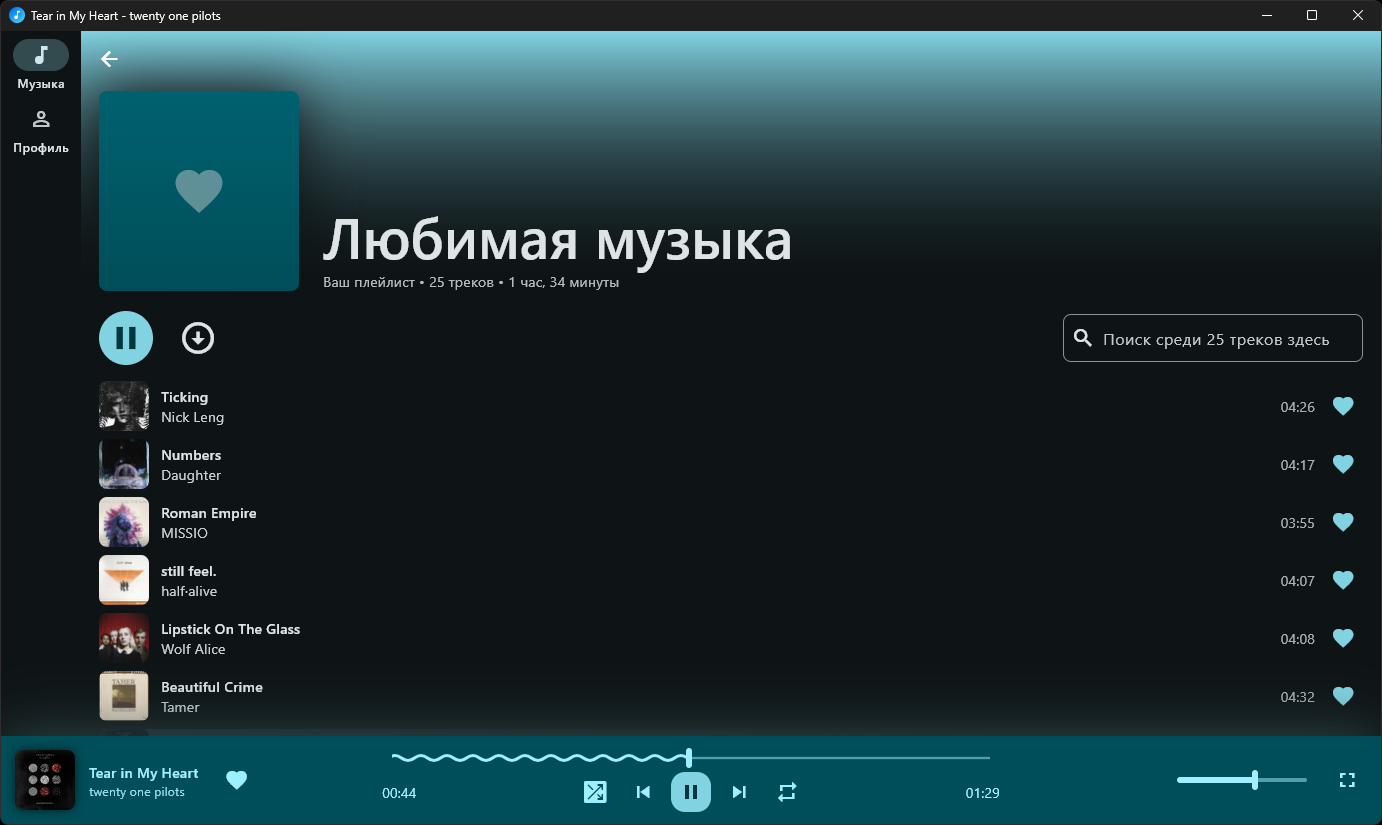 Tear in My Heart - twenty one pilots
Музыка
Профиль
Любимая музыка
Ваш плейлист • 25 треков • 1 час, 34 минуты
Поиск среди 25 треков здесь
Ticking
Nick Leng
04:26
Numbers
Daughter
04:17
Roman Empire
MISSIO
03:55
still feel.
half·alive
04:07
Lipstick On The Glass
Wolf Alice
04:08
TAMER
Beautiful Crime
Tamer
04:32
Tear in My Heart
twenty one pilots
00:44
01:29